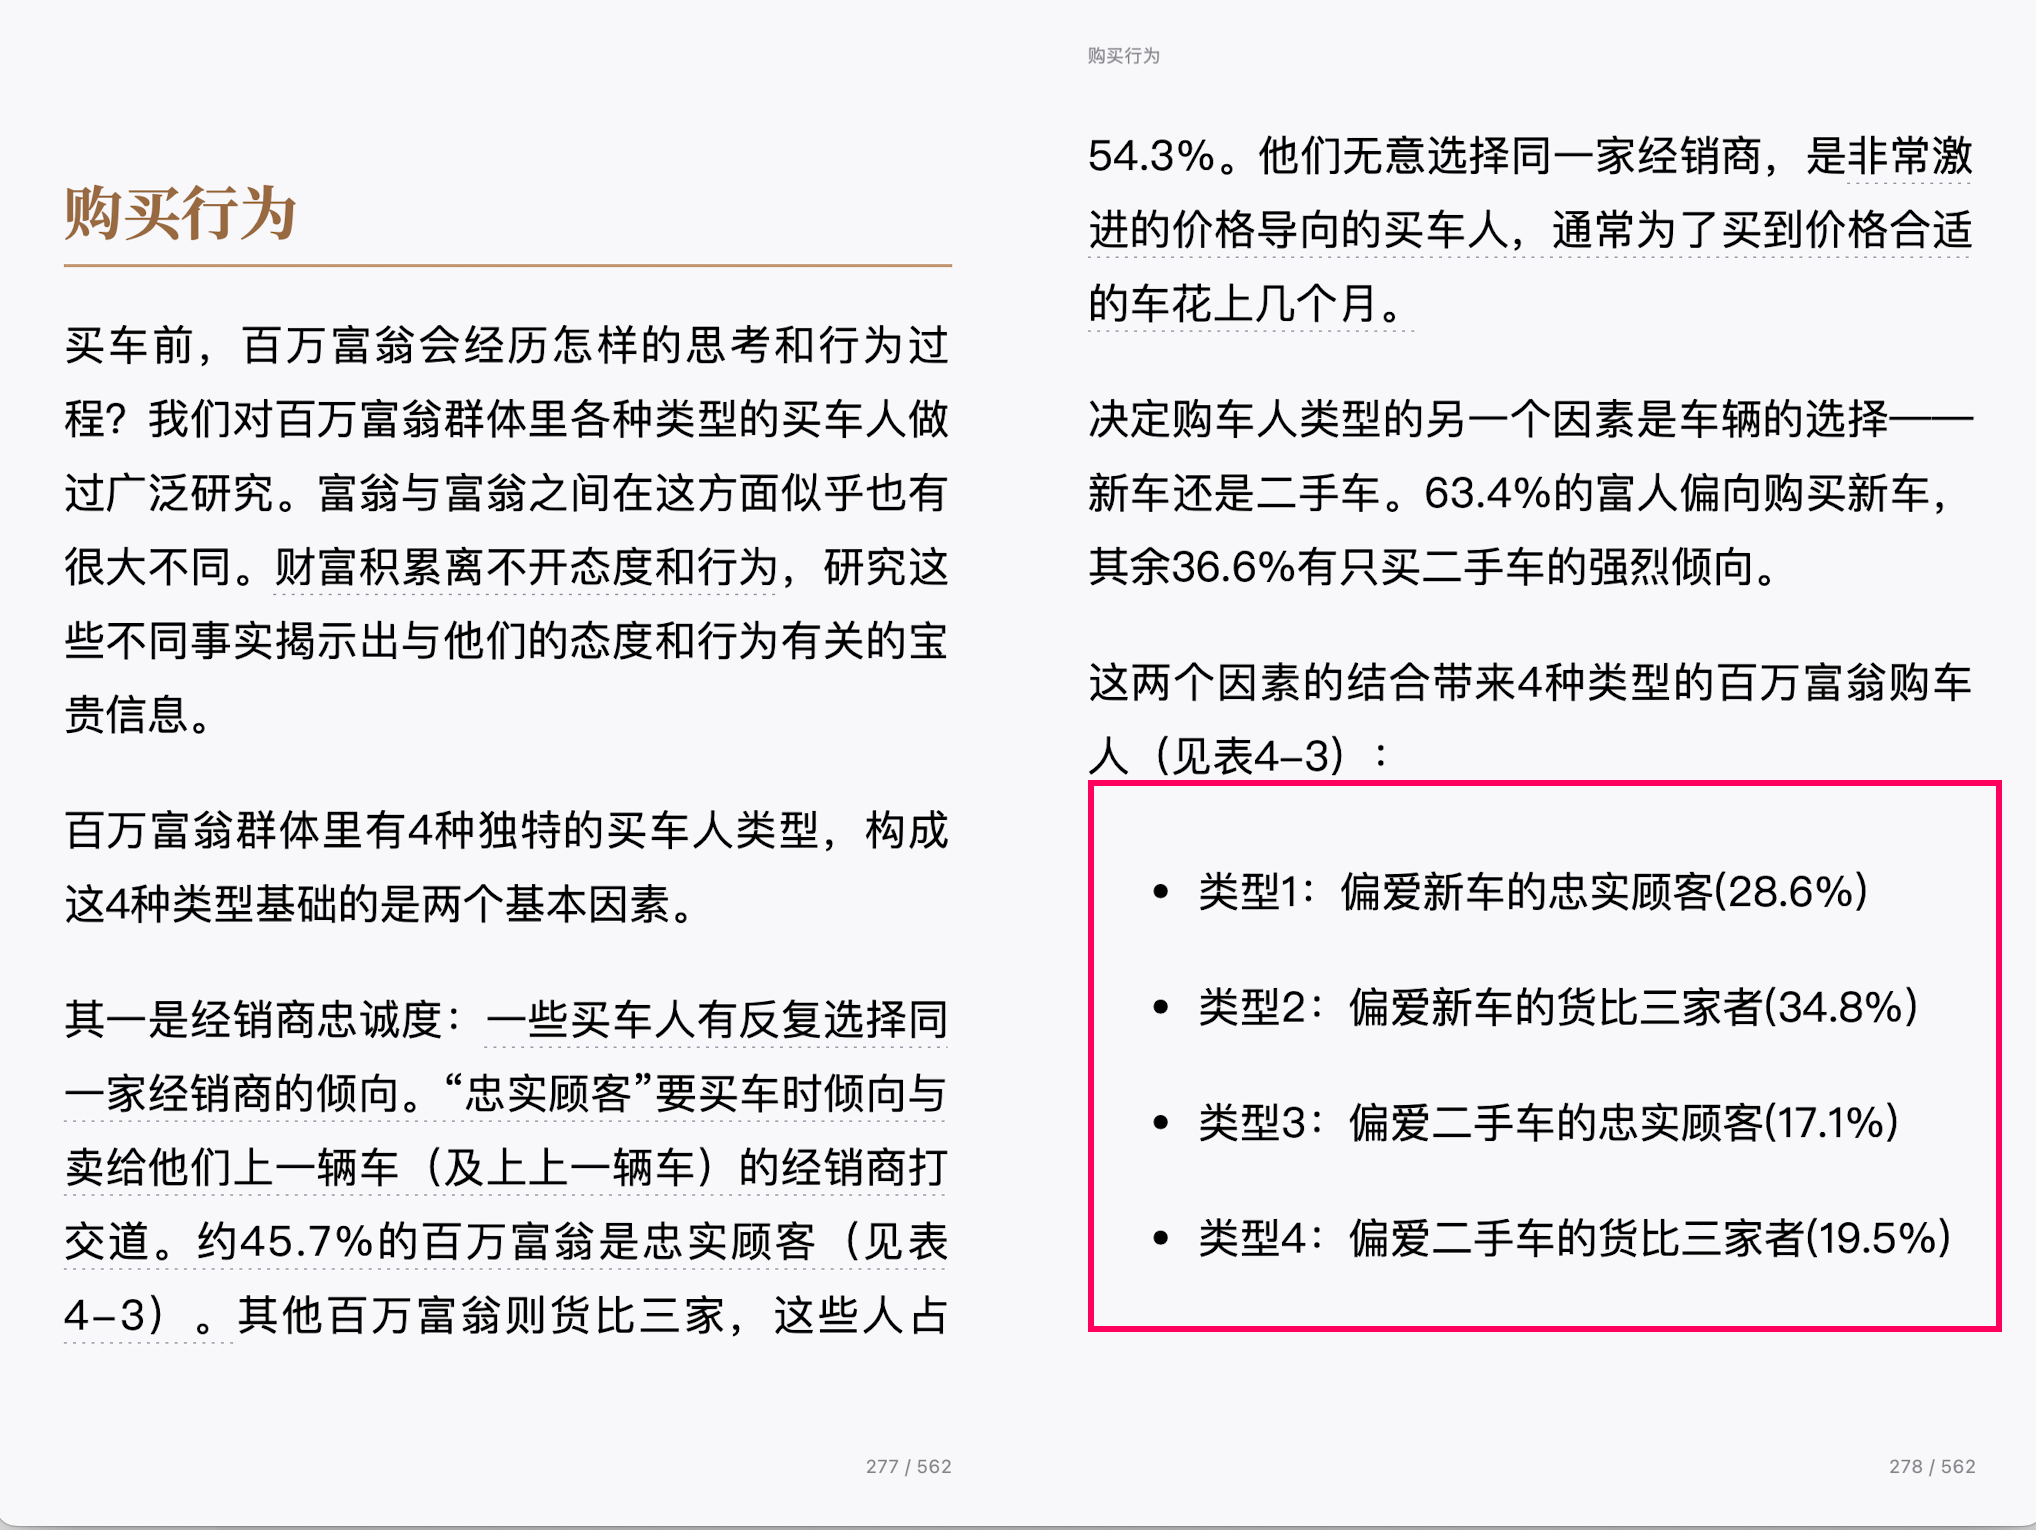 购买行为
买车前，百万富翁会经历怎样的思考和行为过
程？我们对百万富翁群体里各种类型的买车人做
过广泛研究。富翁与富翁之间在这方面似乎也有
很大不同。财富积累离不开态度和行为，研究这
些不同事实揭示出与他们的态度和行为有关的宝
贵信息。
百万富翁群体里有4种独特的买车人类型，构成
这4种类型基础的是两个基本因素。
其一是经销商忠诚度：一些买车人有反复选择同
一家经销商的倾向。“忠实顾客”要买车时倾向与
卖给他们上一辆车（及上上一辆车）的经销商打
交道。约45.7%的百万富翁是忠实顾客（见表
4–3）。其他百万富翁则货比三家，这些人占
277 / 562
购买行为
54.3%。他们无意选择同一家经销商，是非常激
进的价格导向的买车人，通常为了买到价格合适
的车花上几个月。
决定购车人类型的另一个因素是车辆的选择——
新车还是二手车。63.4%的富人偏向购买新车，
其余36.6%有只买二手车的强烈倾向。
这两个因素的结合带来4种类型的百万富翁购车
人（见表4–3）：
• 类型1：偏爱新车的忠实顾客(28.6%)
• 类型2：偏爱新车的货比三家者(34.8%)
• 类型3：偏爱二手车的忠实顾客(17.1%)
• 类型4：偏爱二手车的货比三家者(19.5%)
278 / 562